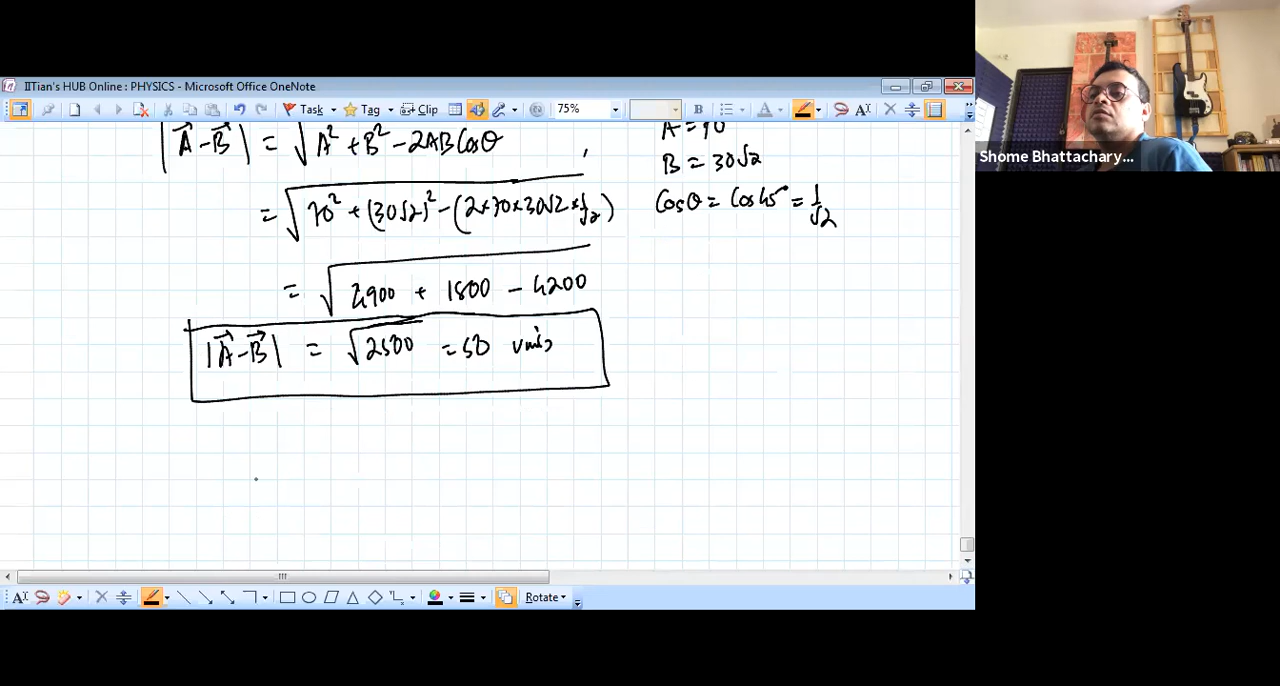 IITian's HUB Online : PHYSICS - Microsoft Office OneNote
Task Tag Clip 75% B A
|A⃗ -B⃗| = √A² + B² - 2AB Cosθ
= √70² + (30√2)² - (2×70×30√2 × 1/√2)
= √4900 + 1800 - 4200
|A⃗-B⃗| = √2500 = 50 units
A = 70
B = 30√2
Cosθ = Cos45° = 1/√2
Shome Bhattachary...
Rotate